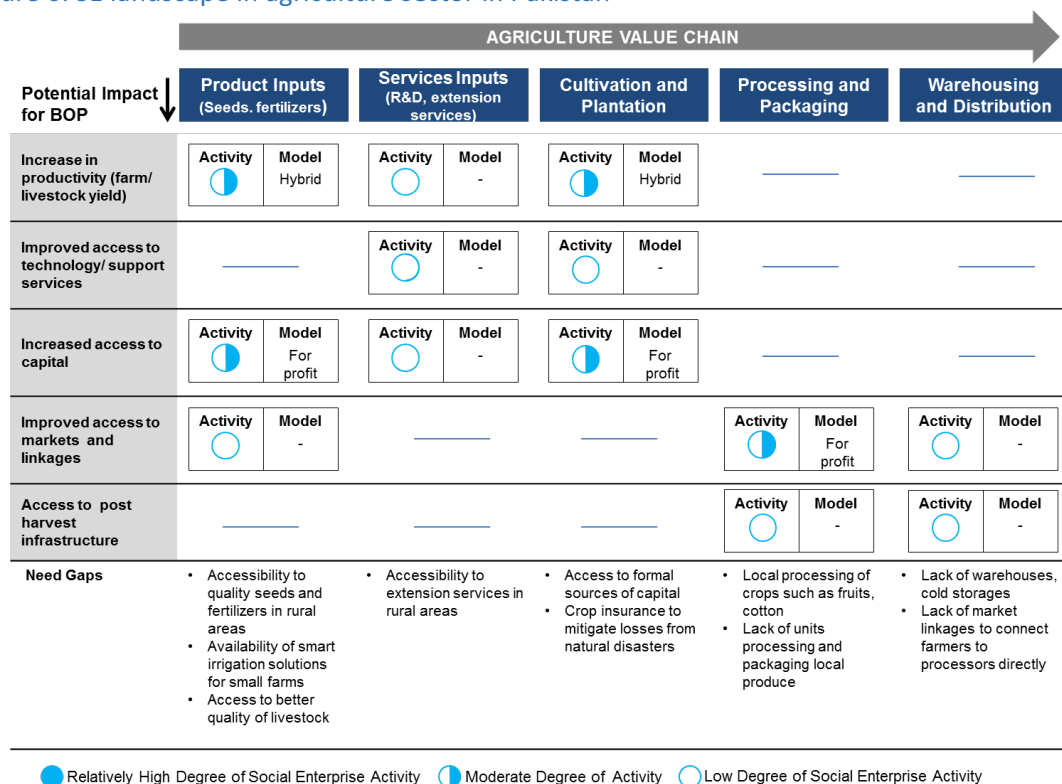 SE landscape in agriculture sector in Pakistan
AGRICULTURE VALUE CHAIN
Potential Impact
for BOP
Product Inputs
(Seeds. fertilizers)
Services Inputs
(R&D, extension
services)
Cultivation and
Plantation
Processing and
Packaging
Warehousing
and Distribution
Increase in
productivity (farm/
livestock yield)
Activity Model
Hybrid
Activity Model
-
Activity Model
Hybrid
Improved access to
technology/ support
services
Activity Model
-
Activity Model
-
Increased access to
capital
Activity Model
For
profit
Activity Model
-
Activity Model
For
profit
Improved access to
markets and
linkages
Activity Model
-
Activity Model
For
profit
Activity Model
-
Access to post
harvest
infrastructure
Activity Model
-
Activity Model
-
Need Gaps
• Accessibility to
quality seeds and
fertilizers in rural
areas
• Availability of smart
irrigation solutions
for small farms
• Access to better
quality of livestock
• Accessibility to
extension services in
rural areas
• Access to formal
sources of capital
• Crop insurance to
mitigate losses from
natural disasters
• Local processing of
crops such as fruits,
cotton
• Lack of units
processing and
packaging local
produce
• Lack of warehouses,
cold storages
• Lack of market
linkages to connect
farmers to
processors directly
Relatively High Degree of Social Enterprise Activity Moderate Degree of Activity Low Degree of Social Enterprise Activity